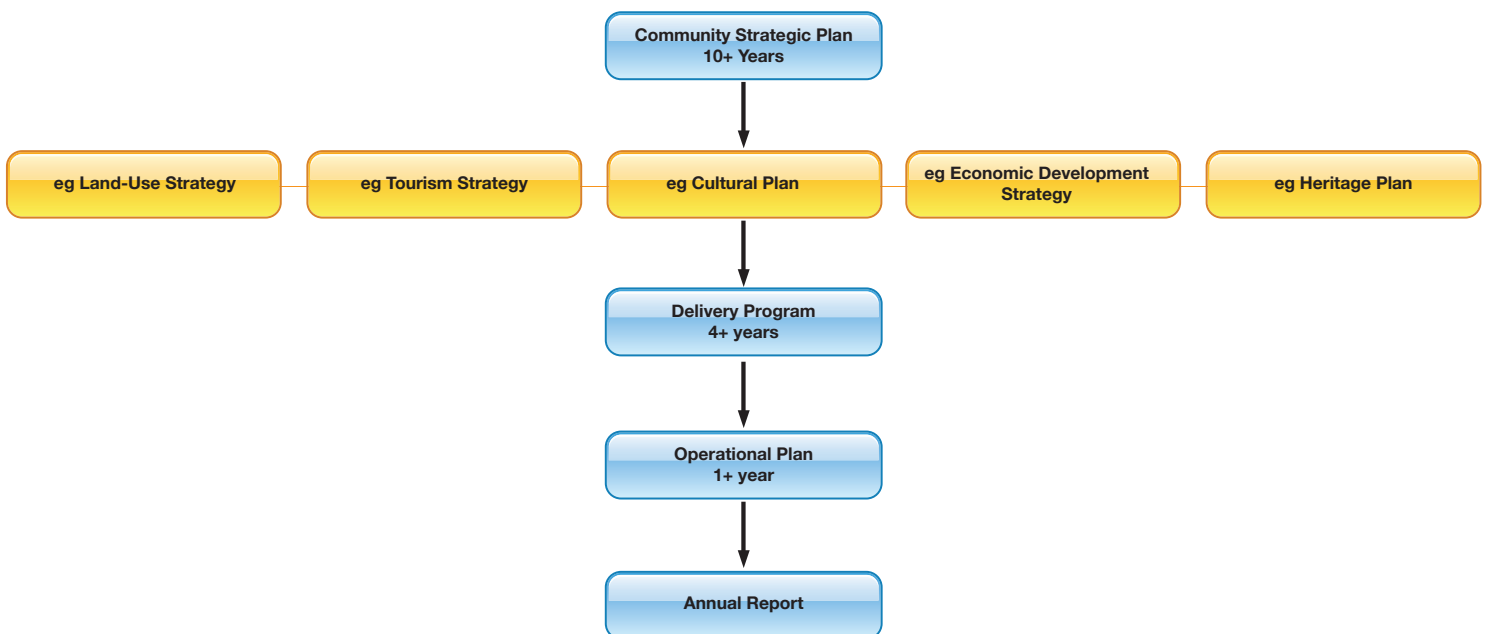 Community Strategic Plan
10+ Years
eg Land-Use Strategy
eg Tourism Strategy
eg Cultural Plan
eg Economic Development
Strategy
eg Heritage Plan
Delivery Program
4+ years
Operational Plan
1+ year
Annual Report